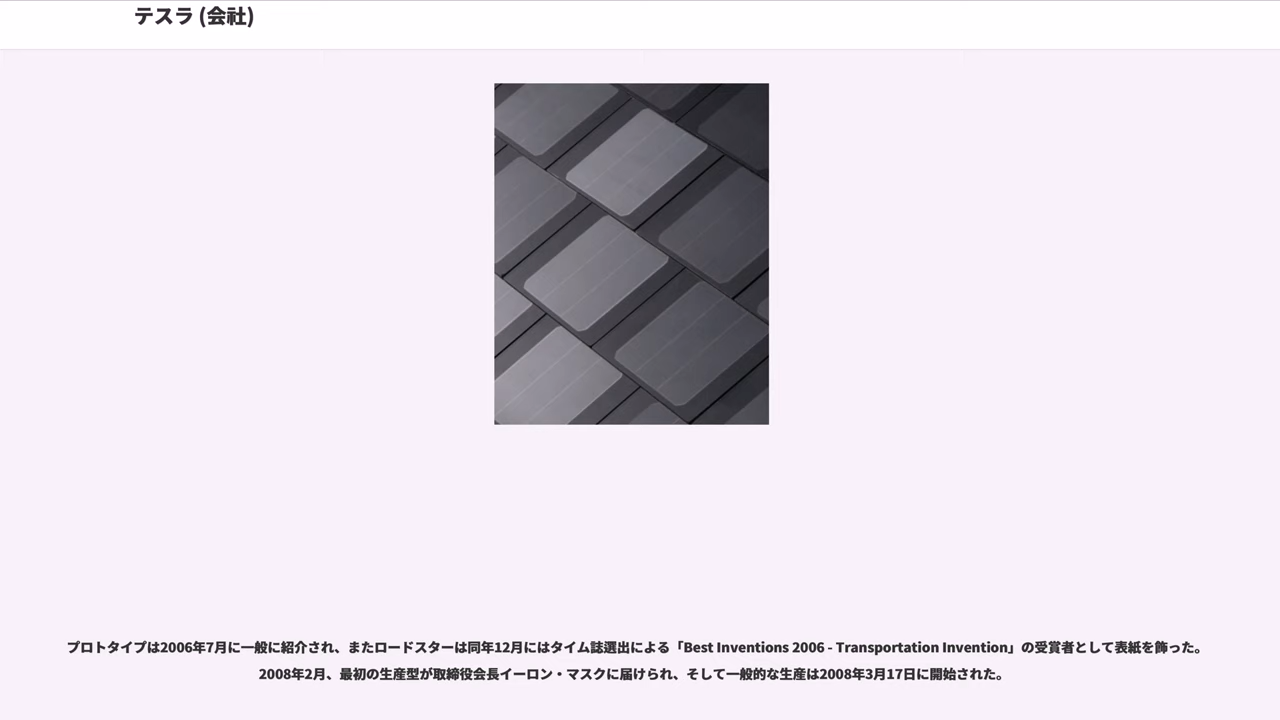 テスラ (会社)
プロトタイプは2006年7月に一般に紹介され、またロードスターは同年12月にはタイム誌選出による「Best Inventions 2006 - Transportation Invention」の受賞者として表紙を飾った。
2008年2月、最初の生産型が取締役会長イーロン・マスクに届けられ、そして一般的な生産は2008年3月17日に開始された。